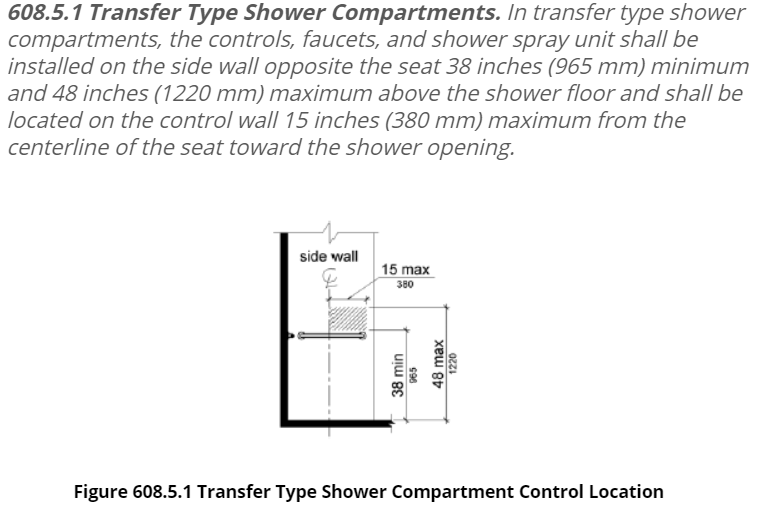 608.5.1 Transfer Type Shower Compartments. In transfer type shower
compartments, the controls, faucets, and shower spray unit shall be
installed on the side wall opposite the seat 38 inches (965 mm) minimum
and 48 inches (1220 mm) maximum above the shower floor and shall be
located on the control wall 15 inches (380 mm) maximum from the
centerline of the seat toward the shower opening.
side wall
℄
15 max
380
38 min
965
48 max
1220
Figure 608.5.1 Transfer Type Shower Compartment Control Location